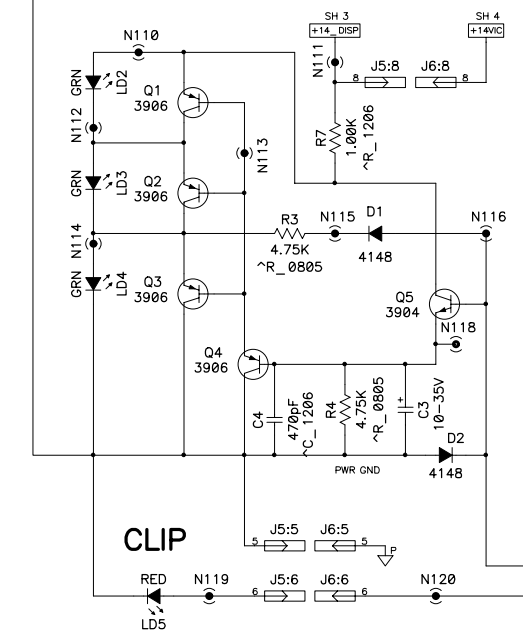 SH 3
SH 4
+14_DISP
+14VIC
N110
N111
J5:8
J6:8
8
8
GRN
LD2
Q1
3906
N112
R7
1.00K
^R_1206
N113
GRN
LD3
Q2
3906
R3
N115
D1
N116
N114
4.75K
4148
^R_0805
GRN
LD4
Q3
3906
Q5
3904
N118
Q4
3906
C4
470pF
^C_1206
R4
4.75K
^R_0805
+
C3
10-35V
D2
PWR GND
4148
CLIP
J5:5
J6:5
5
5
P
RED
N119
J5:6
J6:6
N120
6
6
LD5